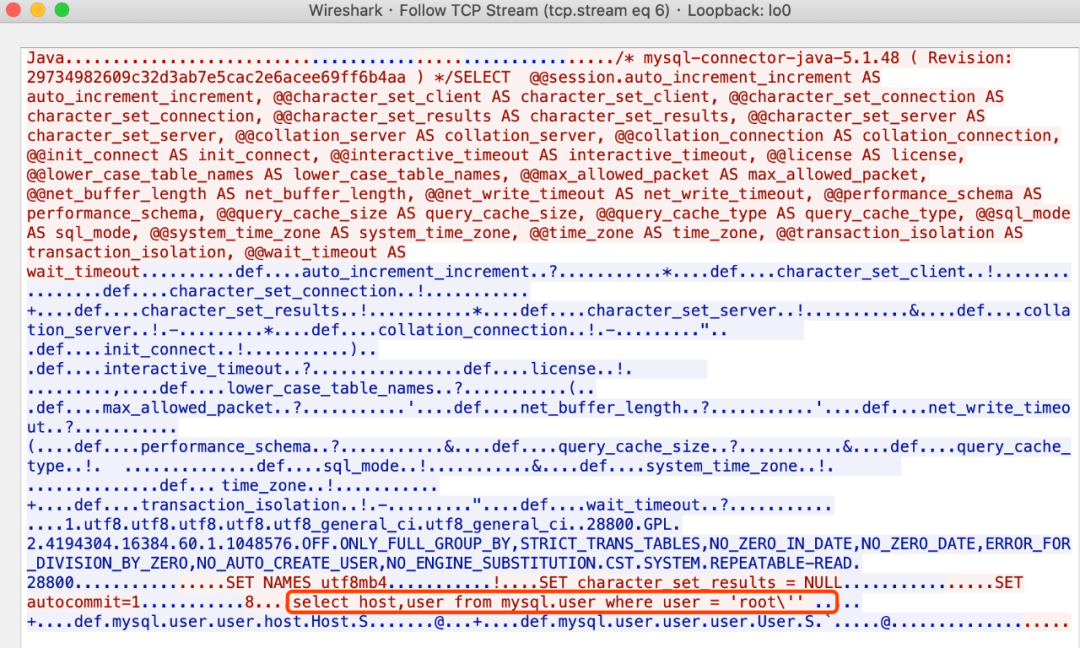 Wireshark · Follow TCP Stream (tcp.stream eq 6) · Loopback: lo0
Java.............................................................../* mysql-connector-java-5.1.48 ( Revision:
29734982609c32d3ab7e5cac2e6acee69ff6b4aa ) */SELECT  @@session.auto_increment_increment AS
auto_increment_increment, @@character_set_client AS character_set_client, @@character_set_connection AS
character_set_connection, @@character_set_results AS character_set_results, @@character_set_server AS
character_set_server, @@collation_server AS collation_server, @@collation_connection AS collation_connection,
@@init_connect AS init_connect, @@interactive_timeout AS interactive_timeout, @@license AS license,
@@lower_case_table_names AS lower_case_table_names, @@max_allowed_packet AS max_allowed_packet,
@@net_buffer_length AS net_buffer_length, @@net_write_timeout AS net_write_timeout, @@performance_schema AS
performance_schema, @@query_cache_size AS query_cache_size, @@query_cache_type AS query_cache_type, @@sql_mode
AS sql_mode, @@system_time_zone AS system_time_zone, @@time_zone AS time_zone, @@transaction_isolation AS
transaction_isolation, @@wait_timeout AS
wait_timeout..........def....auto_increment_increment..?...........*....def....character_set_client..!........
........def....character_set_connection..!...........
+....def....character_set_results..!...........*....def....character_set_server..!...........&....def....colla
tion_server..!.-.........*....def....collation_connection..!.-........."..
.def....init_connect..!...........)..
.def....interactive_timeout..?................def....license..!.
.........,....def....lower_case_table_names..?...........(..
.def....max_allowed_packet..?...........'....def....net_buffer_length..?...........'....def....net_write_timeo
ut..?...........
(....def....performance_schema..?...........&....def....query_cache_size..?...........&....def....query_cache_
type..!.  ..............def....sql_mode..!...........&....def....system_time_zone..!.
..............def... time_zone..!...........
+....def....transaction_isolation..!.-........."....def....wait_timeout..?...........
....1.utf8.utf8.utf8.utf8.utf8_general_ci.utf8_general_ci..28800.GPL.
2.4194304.16384.60.1.1048576.OFF.ONLY_FULL_GROUP_BY,STRICT_TRANS_TABLES,NO_ZERO_IN_DATE,NO_ZERO_DATE,ERROR_FOR
_DIVISION_BY_ZERO,NO_AUTO_CREATE_USER,NO_ENGINE_SUBSTITUTION.CST.SYSTEM.REPEATABLE-READ.
28800................SET NAMES utf8mb4...........!....SET character_set_results = NULL................SET
autocommit=1...........8... select host,user from mysql.user where user = 'root\'' .. ..
+....def.mysql.user.user.host.Host.S.......@...+....def.mysql.user.user.user.User.S.`.....@...................